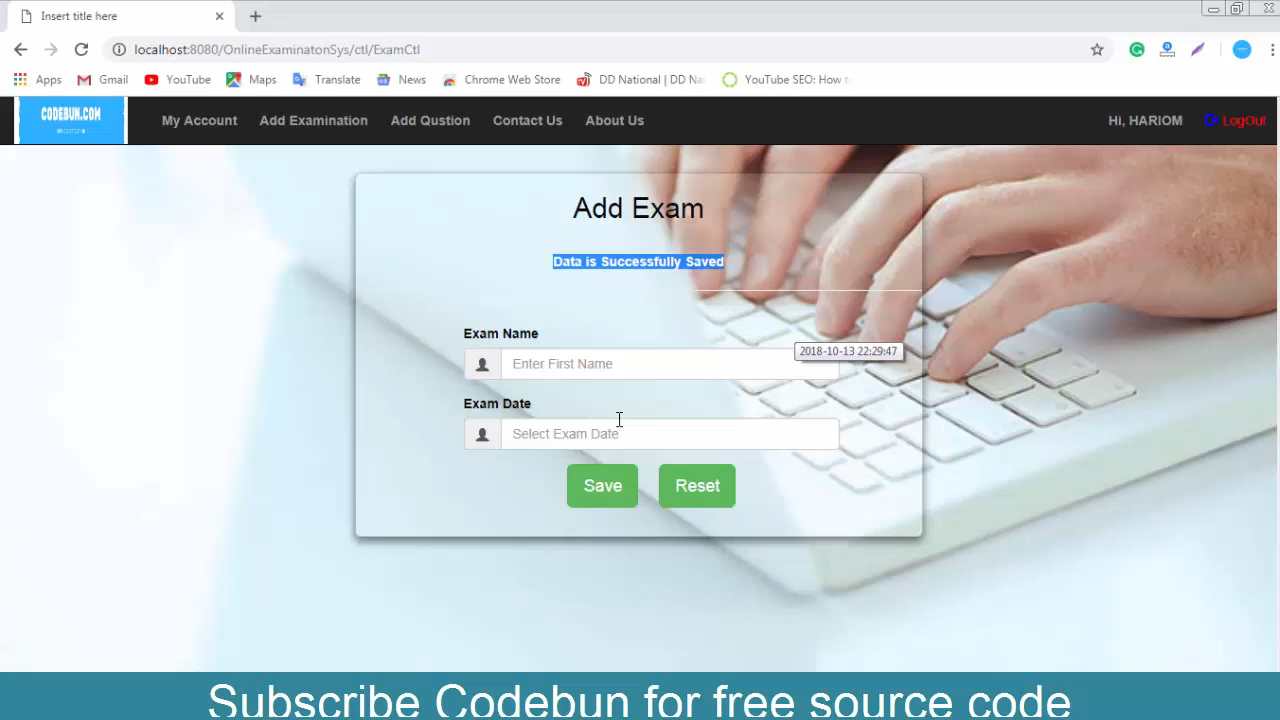 Insert title here
localhost:8080/OnlineExaminatonSys/ctl/ExamCtl
Apps Gmail YouTube Maps Translate News Chrome Web Store DD National | DD Na YouTube SEO: How t
CODEBUN.COM
My Account Add Examination Add Qustion Contact Us About Us Hi, HARIOM LogOut
Add Exam
Data is Successfully Saved
Exam Name
2018-10-13 22:29:47
Enter First Name
Exam Date
Select Exam Date
Save Reset
Subscribe Codebun for free source code